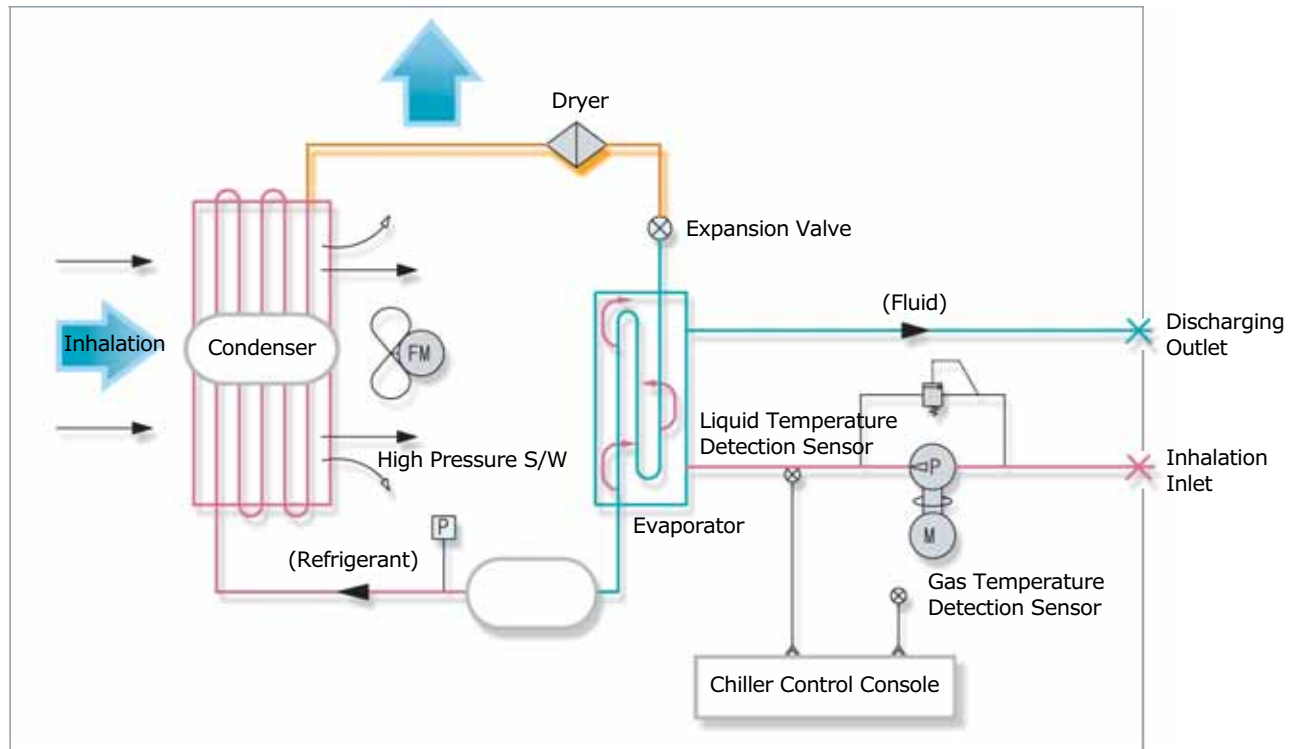 Dryer
Expansion Valve
(Fluid)
Discharging
Outlet
Inhalation
Condenser
FM
Liquid Temperature
Detection Sensor
High Pressure S/W
P
Inhalation
Inlet
Evaporator
P
M
(Refrigerant)
Gas Temperature
Detection Sensor
Chiller Control Console